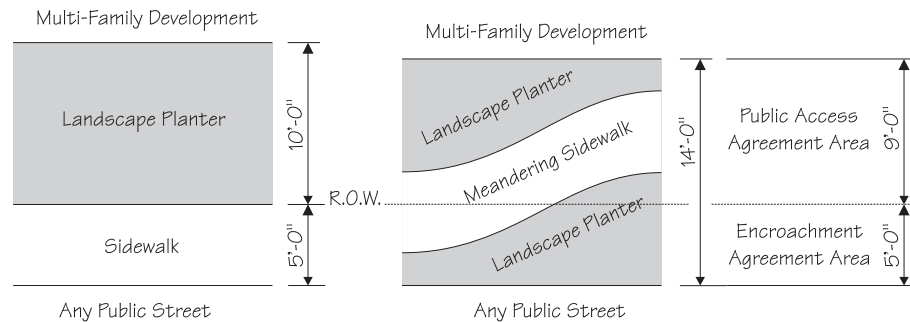 Multi-Family Development
Landscape Planter
10'-0"
Sidewalk
5'-0"
Any Public Street
R.O.W.
Multi-Family Development
Landscape Planter
Meandering Sidewalk
Landscape Planter
Any Public Street
14'-0"
Public Access
Agreement Area
9'-0"
Encroachment
Agreement Area
5'-0"